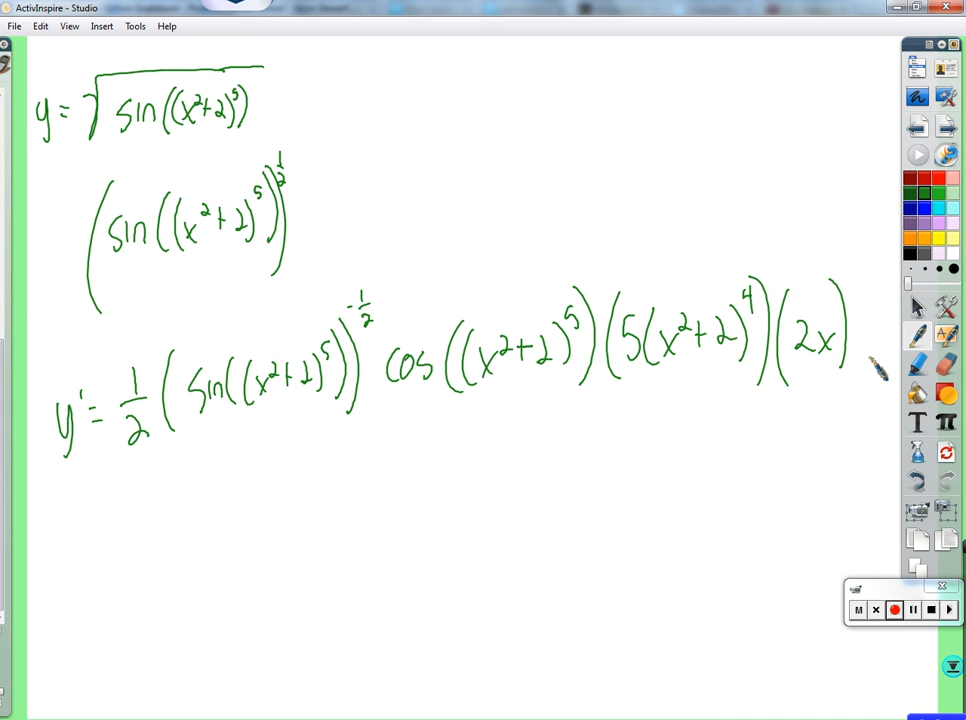 ActivInspire - Studio
File Edit View Insert Tools Help
y = √sin((x²+2)⁵)
(sin((x²+2)⁵))^½
y' = 1/2 (sin((x²+2)⁵))^-½ cos((x²+2)⁵)(5(x²+2)⁴)(2x)
T π
M